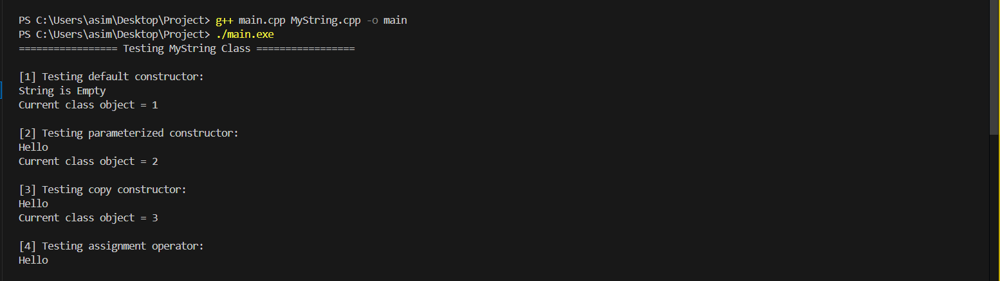 PS C:\Users\asim\Desktop\Project> g++ main.cpp MyString.cpp -o main
PS C:\Users\asim\Desktop\Project> ./main.exe
================= Testing MyString Class =================
[1] Testing default constructor:
String is Empty
Current class object = 1
[2] Testing parameterized constructor:
Hello
Current class object = 2
[3] Testing copy constructor:
Hello
Current class object = 3
[4] Testing assignment operator:
Hello